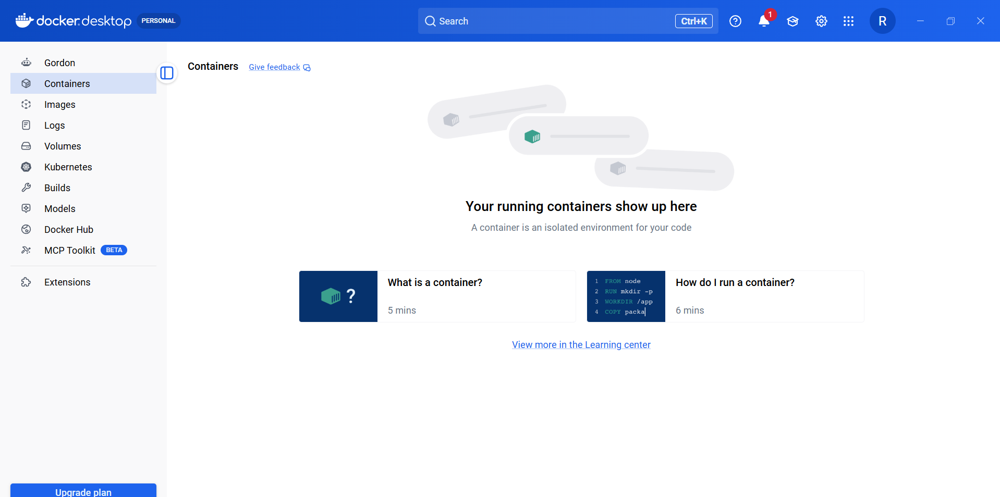 docker.desktop PERSONAL
Search
Ctrl+K
1
R
Gordon
Containers
Images
Logs
Volumes
Kubernetes
Builds
Models
Docker Hub
MCP Toolkit BETA
Extensions
Upgrade plan
Containers Give feedback
Your running containers show up here
A container is an isolated environment for your code
?
What is a container?
5 mins
1 FROM node
2 RUN mkdir -p
3 WORKDIR /app
4 COPY packa
How do I run a container?
6 mins
View more in the Learning center